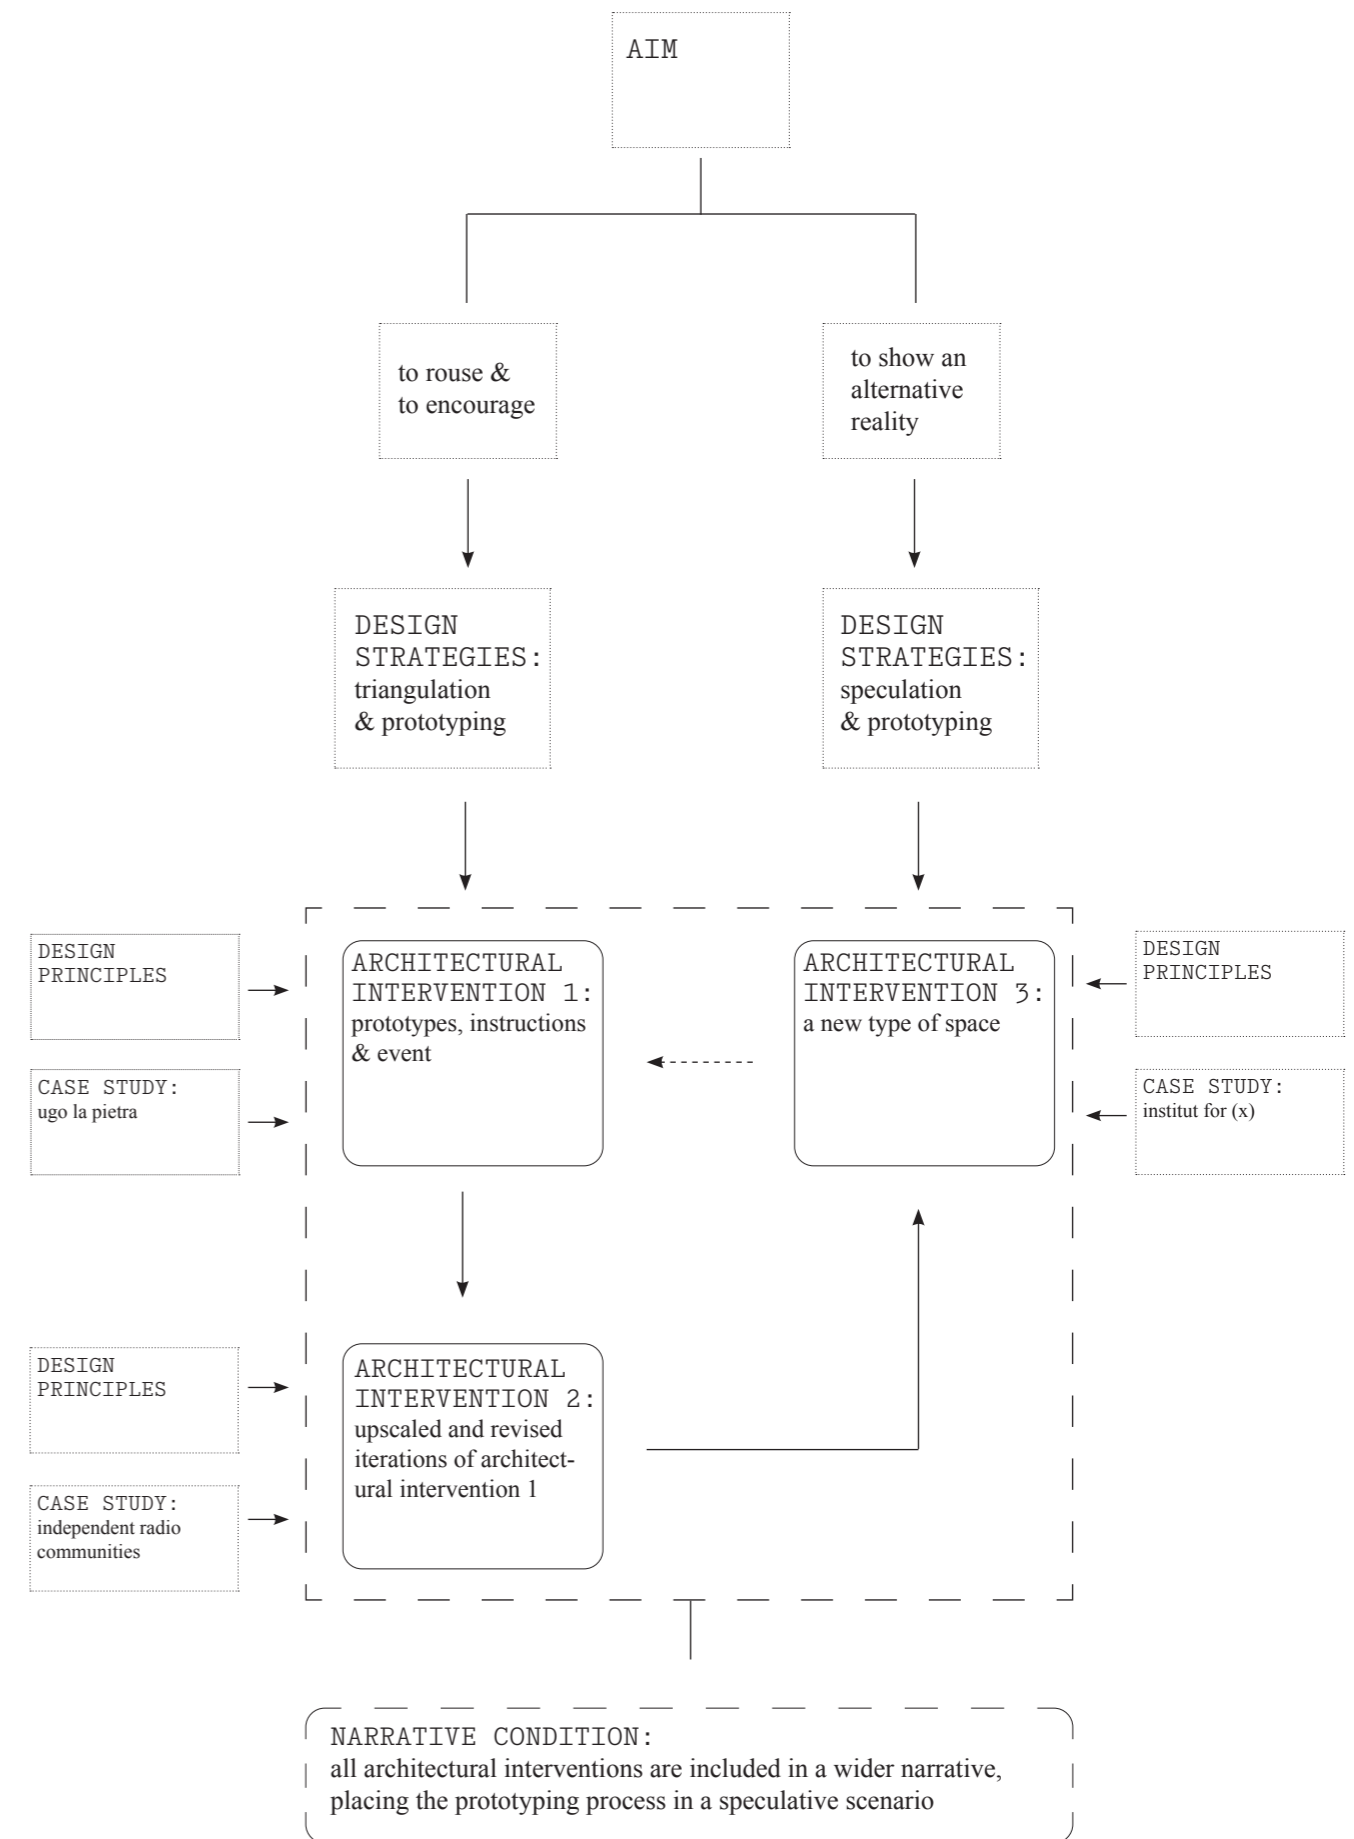 AIM
to rouse &
to encourage
to show an
alternative
reality
DESIGN
STRATEGIES:
triangulation
& prototyping
DESIGN
STRATEGIES:
speculation
& prototyping
DESIGN
PRINCIPLES
CASE STUDY:
ugo la pietra
ARCHITECTURAL
INTERVENTION 1:
prototypes, instructions
& event
ARCHITECTURAL
INTERVENTION 3:
a new type of space
DESIGN
PRINCIPLES
CASE STUDY:
institut for (x)
DESIGN
PRINCIPLES
CASE STUDY:
independent radio
communities
ARCHITECTURAL
INTERVENTION 2:
upscaled and revised
iterations of architect-
ural intervention 1
NARRATIVE CONDITION:
all architectural interventions are included in a wider narrative,
placing the prototyping process in a speculative scenario